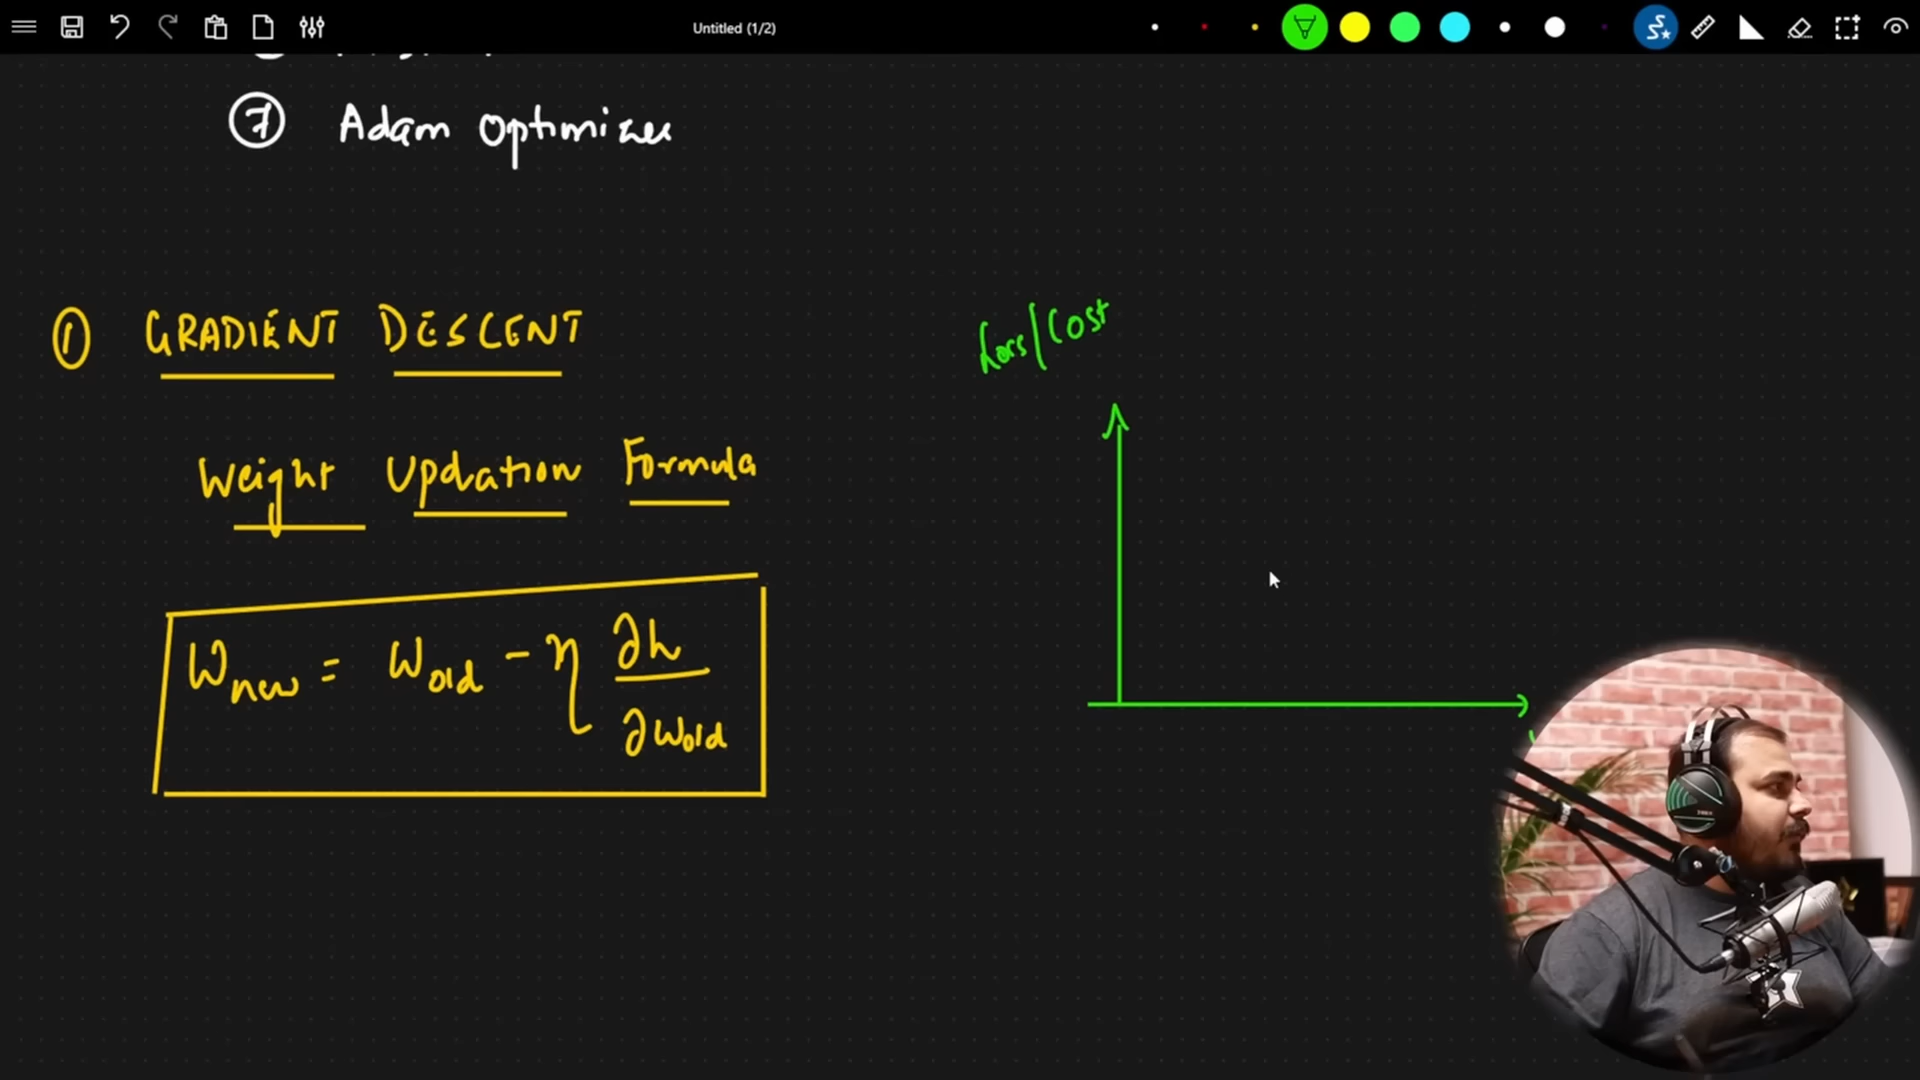 Untitled (1/2)
⑦ Adam Optimizer
① GRADIENT DESCENT
Weight Updation Formula
Wnew = Wold - η ∂L
∂Wold
Loss/Cost